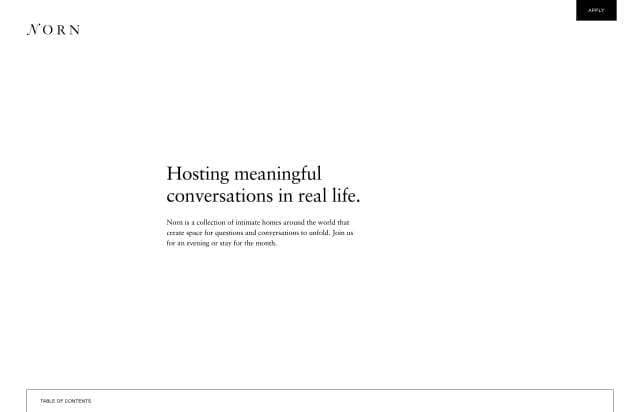 APPLY
NORN
Hosting meaningful
conversations in real life.
Norn is a collection of intimate homes around the world that
create space for questions and conversations to unfold. Join us
for an evening or stay for the month.
TABLE OF CONTENTS